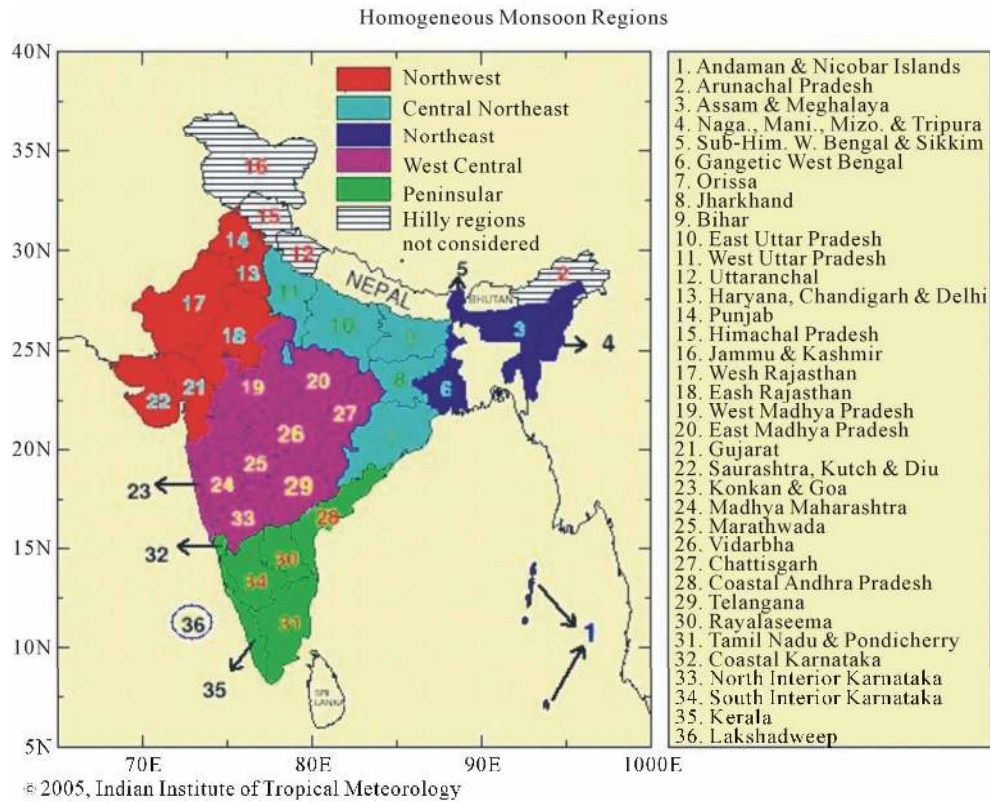 Homogeneous Monsoon Regions
40N
35N
30N
25N
20N
15N
10N
5N
70E
80E
90E
1000E
Northwest
Central Northeast
Northeast
West Central
Peninsular
Hilly regions
not considered
16
15
14
12
13
NEPAL
5
BHUTAN
2
11
17
10
18
9
3
4
19
20
8
6
21
22
27
26
25
23
24
29
33
28
32
30
34
36
31
1
35
SRI
LANKA
1. Andaman & Nicobar Islands
2. Arunachal Pradesh
3. Assam & Meghalaya
4. Naga., Mani., Mizo. & Tripura
5. Sub-Him. W. Bengal & Sikkim
6. Gangetic West Bengal
7. Orissa
8. Jharkhand
9. Bihar
10. East Uttar Pradesh
11. West Uttar Pradesh
12. Uttaranchal
13. Haryana, Chandigarh & Delhi
14. Punjab
15. Himachal Pradesh
16. Jammu & Kashmir
17. Wesh Rajasthan
18. Eash Rajasthan
19. West Madhya Pradesh
20. East Madhya Pradesh
21. Gujarat
22. Saurashtra, Kutch & Diu
23. Konkan & Goa
24. Madhya Maharashtra
25. Marathwada
26. Vidarbha
27. Chattisgarh
28. Coastal Andhra Pradesh
29. Telangana
30. Rayalaseema
31. Tamil Nadu & Pondicherry
32. Coastal Karnataka
33. North Interior Karnataka
34. South Interior Karnataka
35. Kerala
36. Lakshadweep
© 2005, Indian Institute of Tropical Meteorology